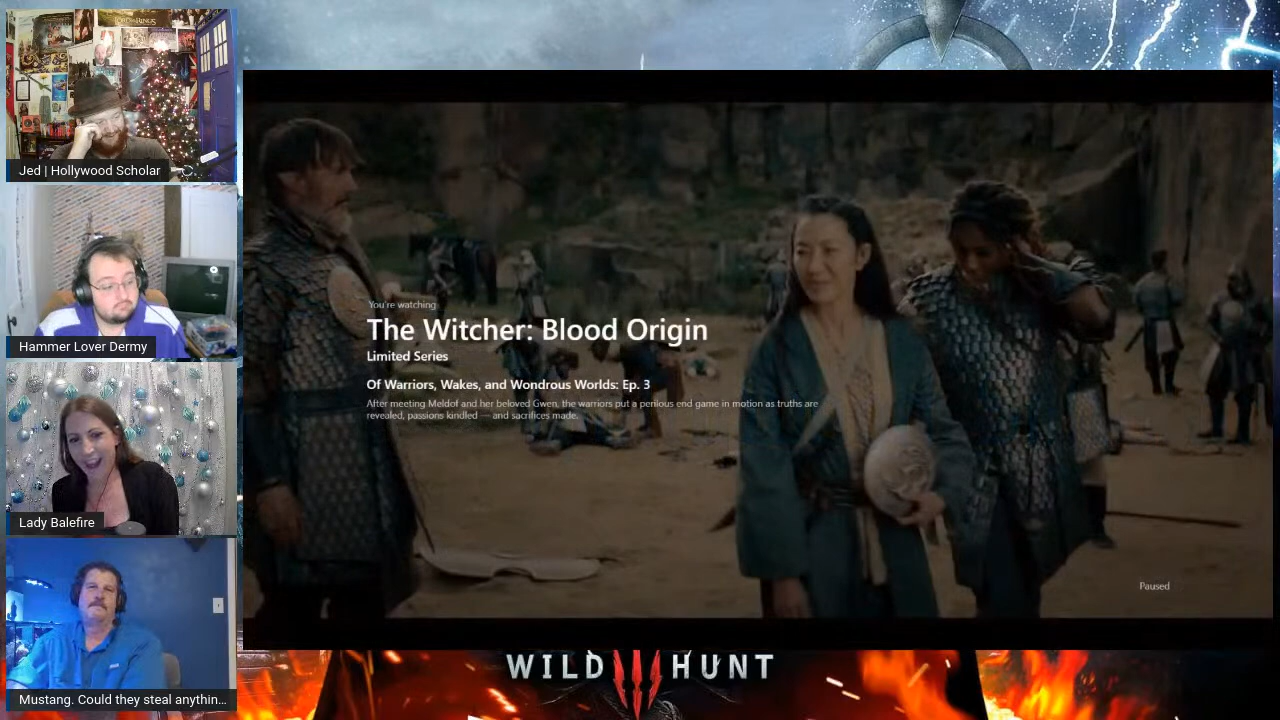 Jed | Hollywood Scholar
Hammer Lover Dermy
Lady Balefire
Mustang. Could they steal anythin...
You're watching
The Witcher: Blood Origin
Limited Series
Of Warriors, Wakes, and Wondrous Worlds: Ep. 3
After meeting Meldof and her beloved Gwen, the warriors put a perilous end game in motion as truths are
revealed, passions kindled — and sacrifices made.
Paused
WILD HUNT